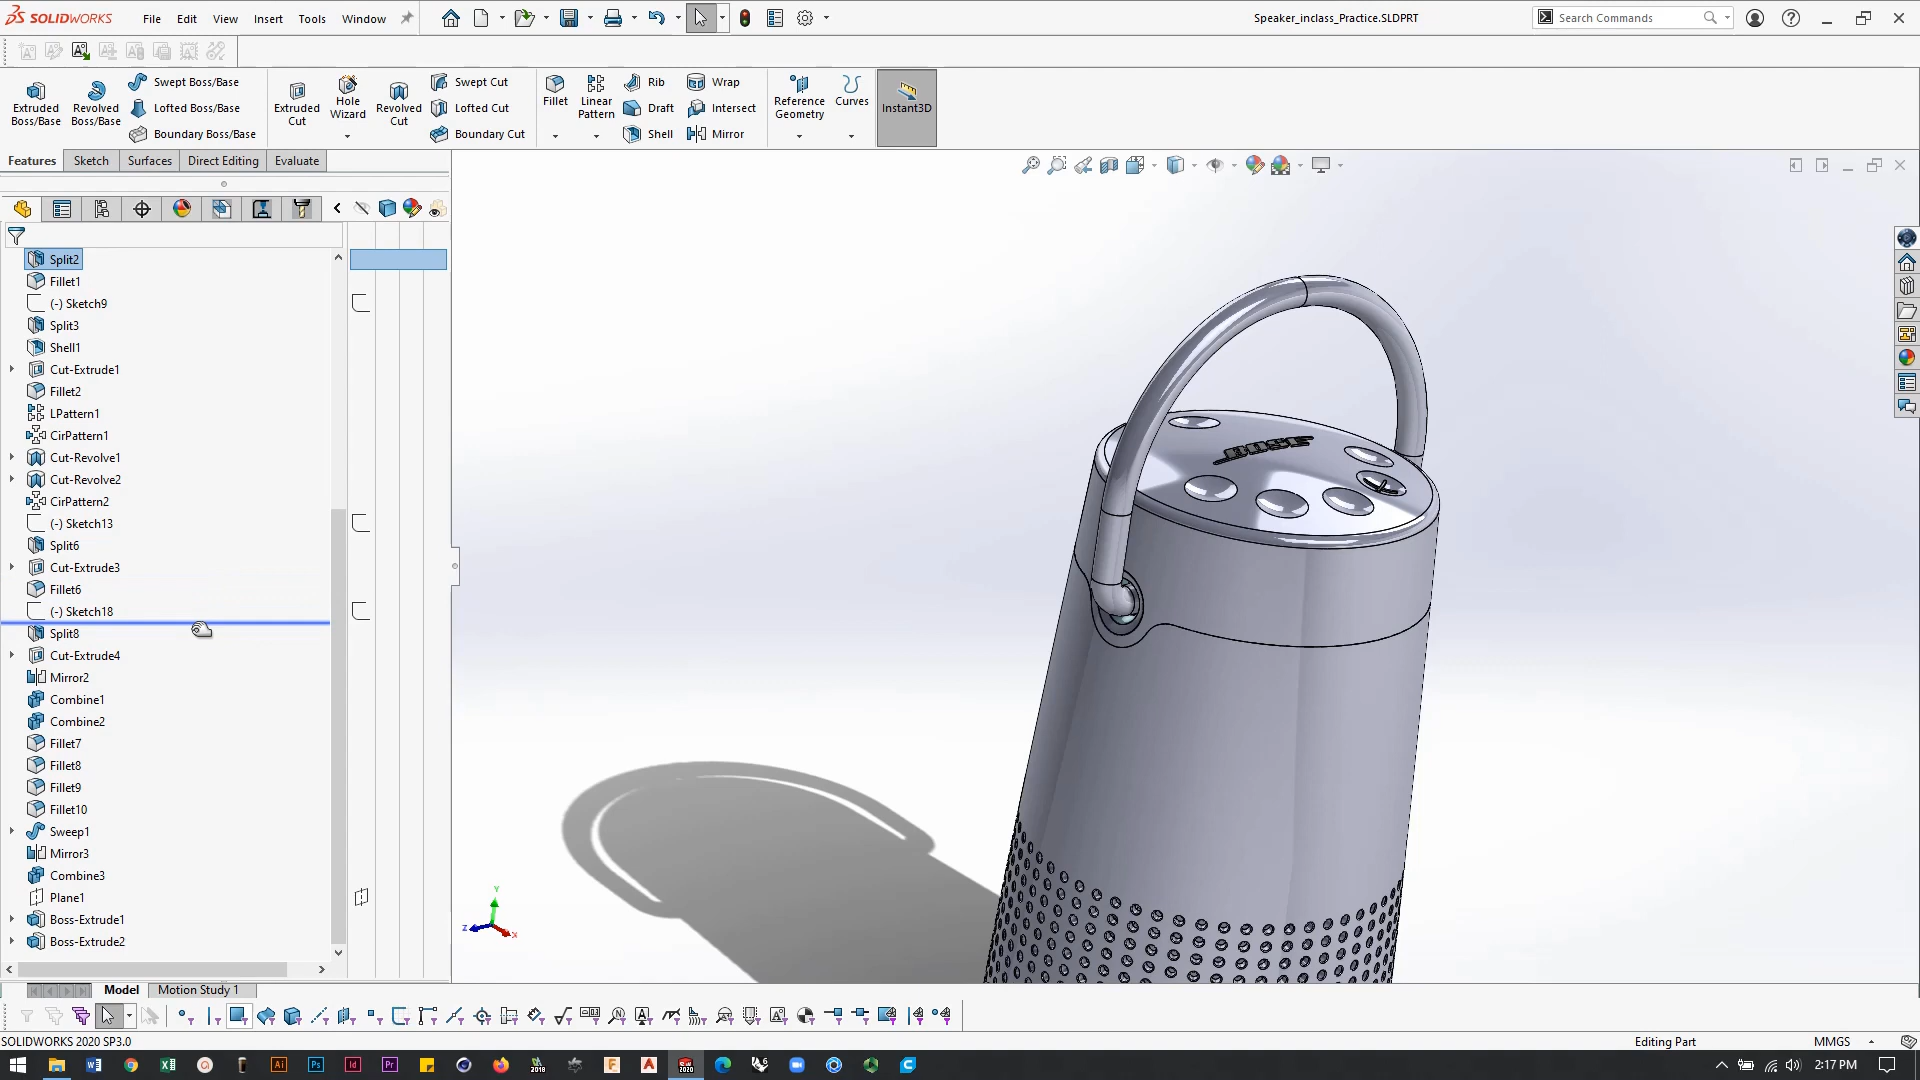 SOLIDWORKS
File Edit View Insert Tools Window
Speaker_inclass_Practice.SLDPRT
Search Commands
Extruded Boss/Base
Revolved Boss/Base
Swept Boss/Base
Lofted Boss/Base
Boundary Boss/Base
Extruded Cut
Hole Wizard
Revolved Cut
Swept Cut
Lofted Cut
Boundary Cut
Fillet
Linear Pattern
Rib
Draft
Shell
Wrap
Intersect
Mirror
Reference Geometry
Curves
Instant3D
Features Sketch Surfaces Direct Editing Evaluate
Split2
Fillet1
(-) Sketch9
Split3
Shell1
Cut-Extrude1
Fillet2
LPattern1
CirPattern1
Cut-Revolve1
Cut-Revolve2
CirPattern2
(-) Sketch13
Split6
Cut-Extrude3
Fillet6
(-) Sketch18
Split8
Cut-Extrude4
Mirror2
Combine1
Combine2
Fillet7
Fillet8
Fillet9
Fillet10
Sweep1
Mirror3
Combine3
Plane1
Boss-Extrude1
Boss-Extrude2
BOSE
Y
Z
X
Model Motion Study 1
SOLIDWORKS 2020 SP3.0
Editing Part
MMGS
2:17 PM